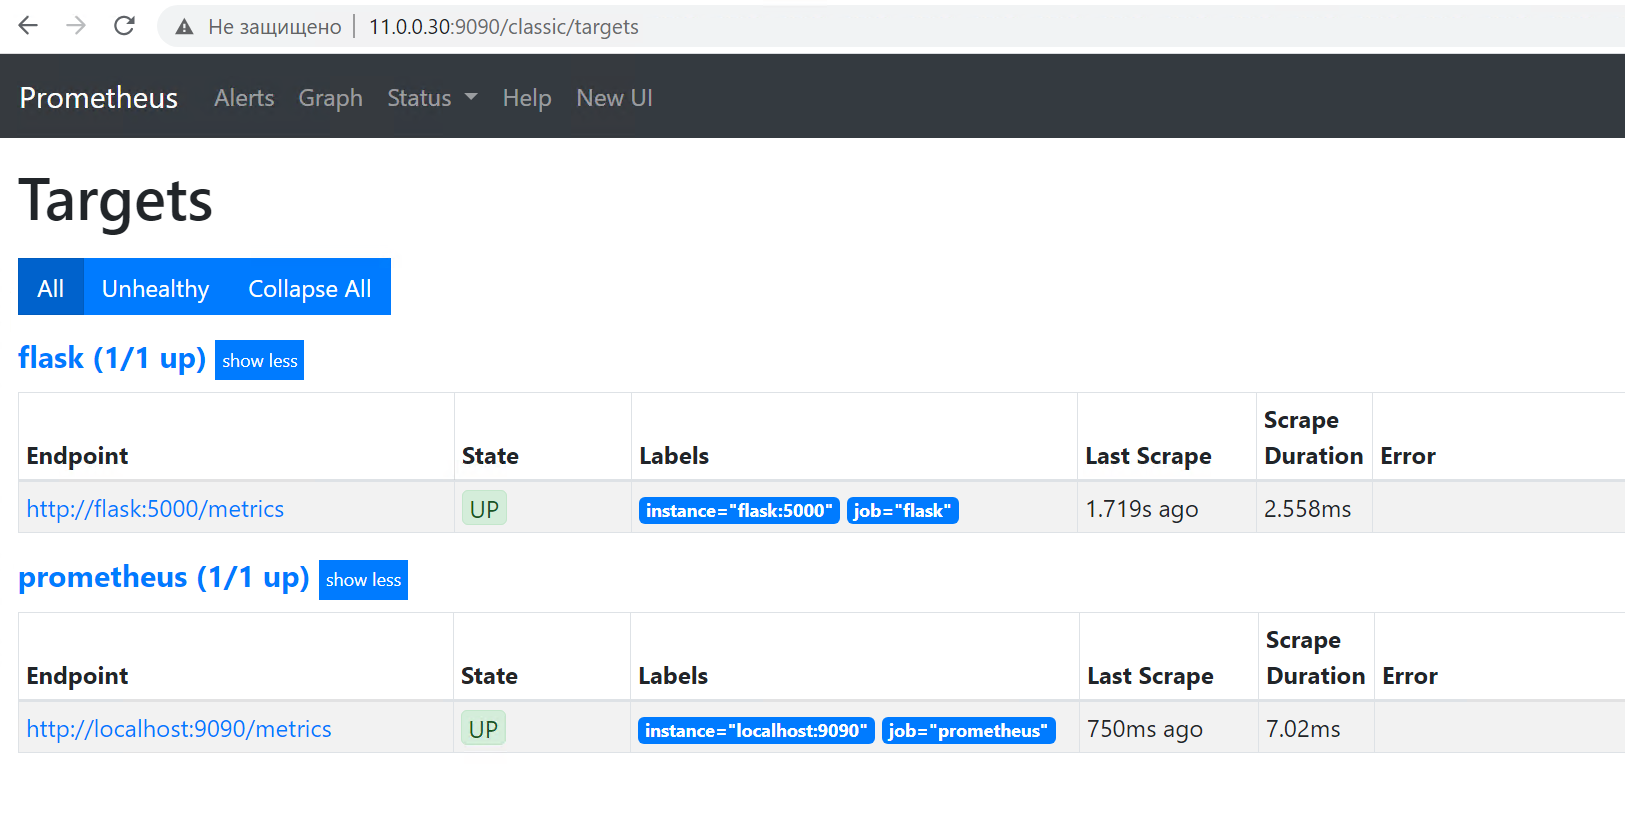 Не защищено | 11.0.0.30:9090/classic/targets
Prometheus Alerts Graph Status Help New UI
Targets
All Unhealthy Collapse All
flask (1/1 up) show less
Endpoint State Labels Last Scrape Scrape Duration Error
http://flask:5000/metrics UP instance="flask:5000" job="flask" 1.719s ago 2.558ms
prometheus (1/1 up) show less
Endpoint State Labels Last Scrape Scrape Duration Error
http://localhost:9090/metrics UP instance="localhost:9090" job="prometheus" 750ms ago 7.02ms